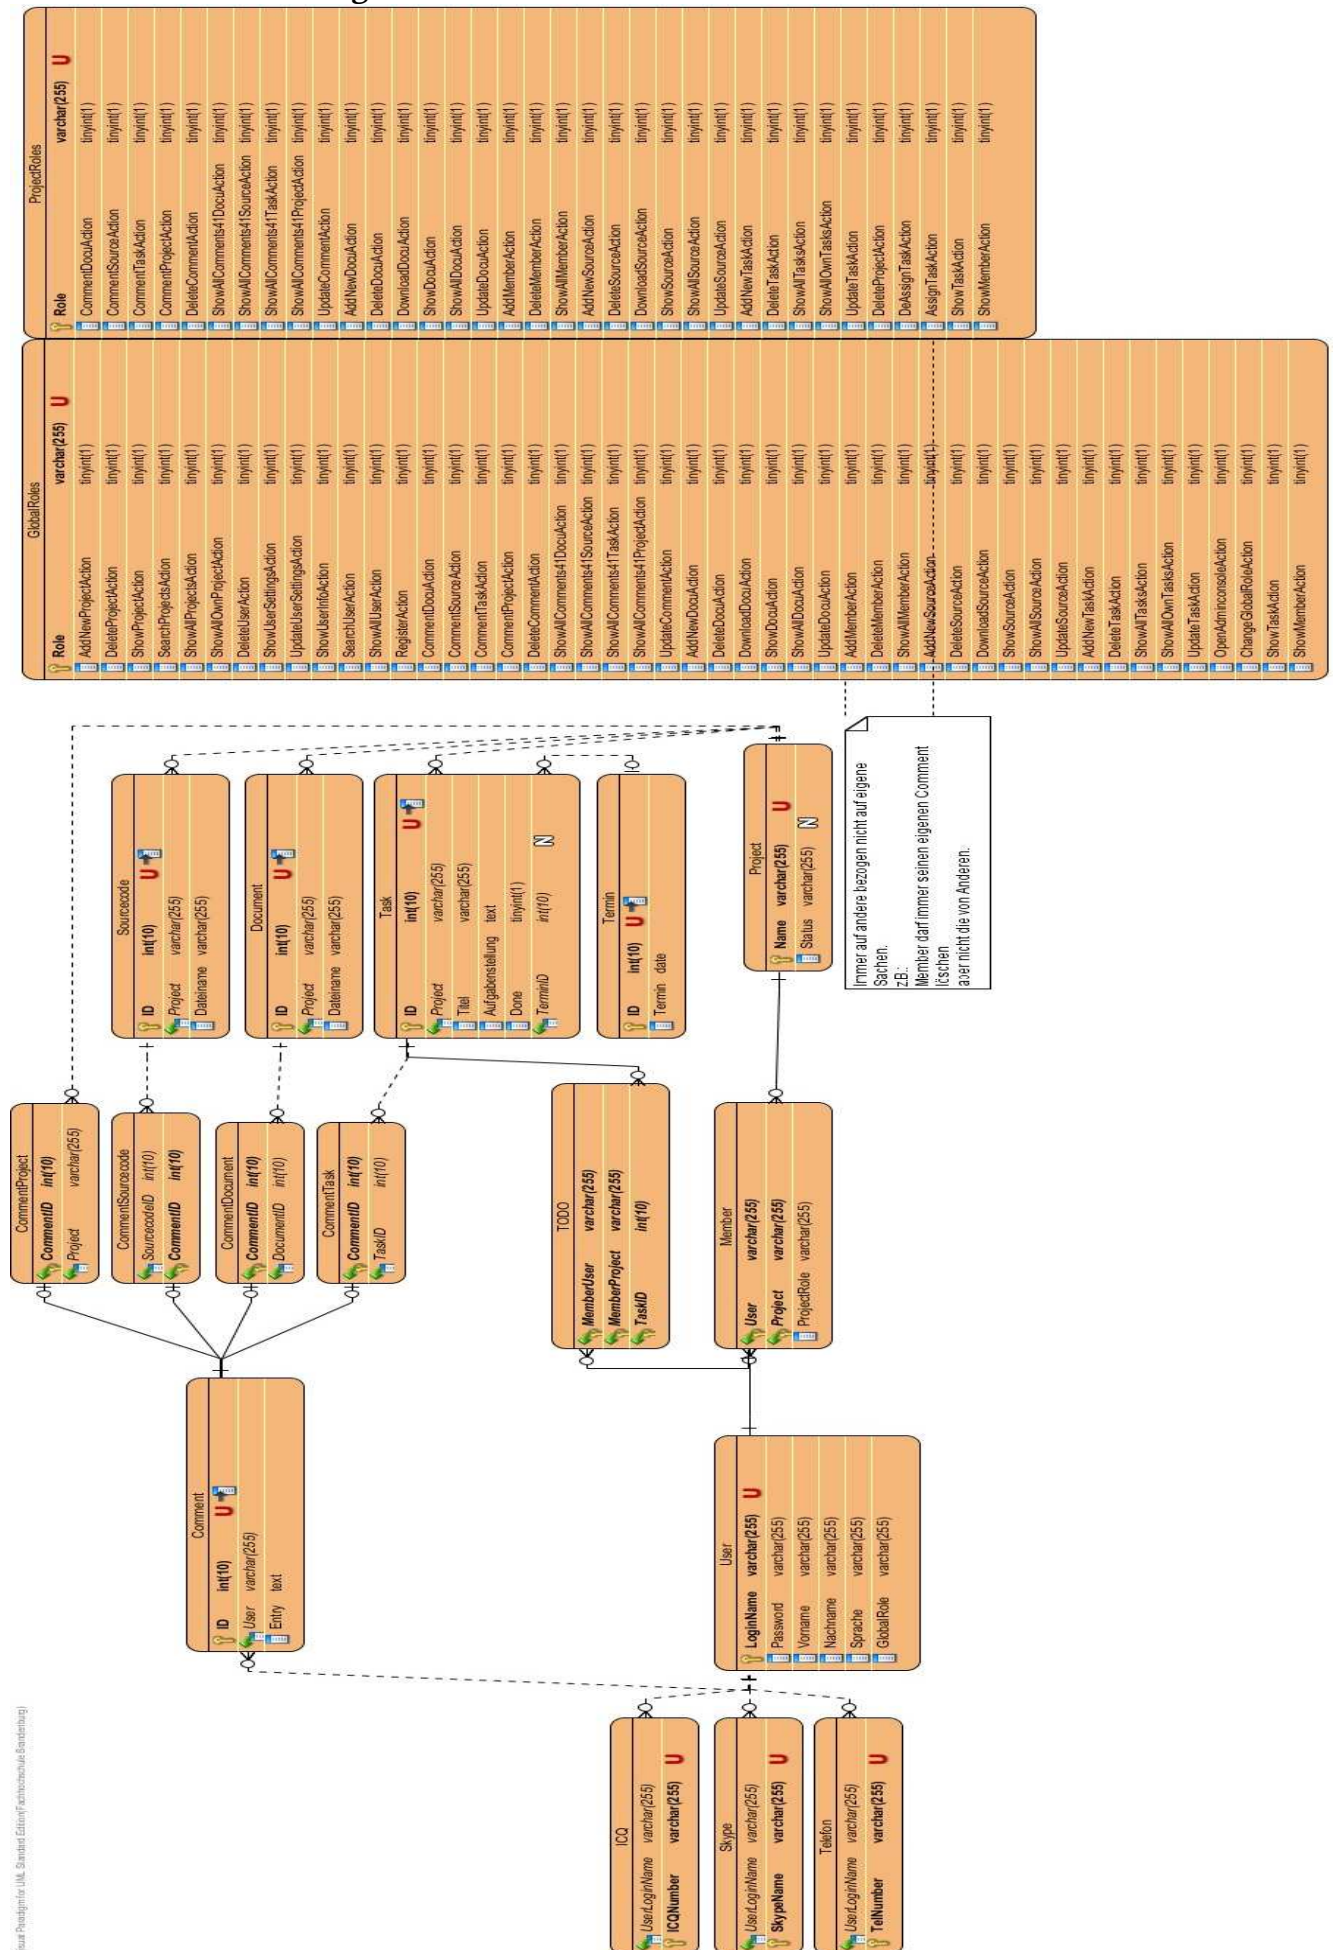 Visual Paradigm for UML Standard Edition(Fachhochschule Brandenburg)
ICQ
UserLoginName varchar(255)
ICQNumber varchar(255) U
Skype
UserLoginName varchar(255)
SkypeName varchar(255) U
Telefon
UserLoginName varchar(255)
TelNumber varchar(255) U
Comment
ID int(10) U
User varchar(255)
Entry text
User
LoginName varchar(255) U
Password varchar(255)
Vorname varchar(255)
Nachname varchar(255)
Sprache varchar(255)
GlobalRole varchar(255)
CommentProject
CommentID int(10)
Project varchar(255)
CommentSourcecode
SourcecodeID int(10)
CommentID int(10)
CommentDocument
CommentID int(10)
DocumentID int(10)
CommentTask
CommentID int(10)
TaskID int(10)
TODO
MemberUser varchar(255)
MemberProject varchar(255)
TaskID int(10)
Member
User varchar(255)
Project varchar(255)
ProjectRole varchar(255)
Sourcecode
ID int(10) U
Project varchar(255)
Dateiname varchar(255)
Document
ID int(10) U
Project varchar(255)
Dateiname varchar(255)
Task
ID int(10) U
Project varchar(255)
Titel varchar(255)
Aufgabenstellung text
Done tinyint(1)
TerminID int(10) N
Termin
ID int(10) U
Termin date
Project
Name varchar(255) U
Status varchar(255) N
Immer auf andere bezogen nicht auf eigene
Sachen.
z.B.:
Member darf immer seinen eigenen Comment
löschen
aber nicht die von Anderen.
GlobalRoles
Role varchar(255) U
AddNewProjectAction tinyint(1)
DeleteProjectAction tinyint(1)
ShowProjectAction tinyint(1)
SearchProjectsAction tinyint(1)
ShowAllProjectsAction tinyint(1)
ShowAllOwnProjectAction tinyint(1)
DeleteUserAction tinyint(1)
ShowUserSettingsAction tinyint(1)
UpdateUserSettingsAction tinyint(1)
ShowUserInfoAction tinyint(1)
SearchUserAction tinyint(1)
ShowAllUserAction tinyint(1)
RegisterAction tinyint(1)
CommentDocuAction tinyint(1)
CommentSourceAction tinyint(1)
CommentTaskAction tinyint(1)
CommentProjectAction tinyint(1)
DeleteCommentAction tinyint(1)
ShowAllComments41DocuAction tinyint(1)
ShowAllComments41SourceAction tinyint(1)
ShowAllComments41TaskAction tinyint(1)
ShowAllComments41ProjectAction tinyint(1)
UpdateCommentAction tinyint(1)
AddNewDocuAction tinyint(1)
DeleteDocuAction tinyint(1)
DownloadDocuAction tinyint(1)
ShowDocuAction tinyint(1)
ShowAllDocuAction tinyint(1)
UpdateDocuAction tinyint(1)
AddMemberAction tinyint(1)
DeleteMemberAction tinyint(1)
ShowAllMemberAction tinyint(1)
AddNewSourceAction tinyint(1)
DeleteSourceAction tinyint(1)
DownloadSourceAction tinyint(1)
ShowSourceAction tinyint(1)
ShowAllSourceAction tinyint(1)
UpdateSourceAction tinyint(1)
AddNewTaskAction tinyint(1)
DeleteTaskAction tinyint(1)
ShowAllTasksAction tinyint(1)
ShowAllOwnTasksAction tinyint(1)
UpdateTaskAction tinyint(1)
OpenAdminconsoleAction tinyint(1)
ChangeGlobalRoleAction tinyint(1)
ShowTaskAction tinyint(1)
ShowMemberAction tinyint(1)
ProjectRoles
Role varchar(255) U
CommentDocuAction tinyint(1)
CommentSourceAction tinyint(1)
CommentTaskAction tinyint(1)
CommentProjectAction tinyint(1)
DeleteCommentAction tinyint(1)
ShowAllComments41DocuAction tinyint(1)
ShowAllComments41SourceAction tinyint(1)
ShowAllComments41TaskAction tinyint(1)
ShowAllComments41ProjectAction tinyint(1)
UpdateCommentAction tinyint(1)
AddNewDocuAction tinyint(1)
DeleteDocuAction tinyint(1)
DownloadDocuAction tinyint(1)
ShowDocuAction tinyint(1)
ShowAllDocuAction tinyint(1)
UpdateDocuAction tinyint(1)
AddMemberAction tinyint(1)
DeleteMemberAction tinyint(1)
ShowAllMemberAction tinyint(1)
AddNewSourceAction tinyint(1)
DeleteSourceAction tinyint(1)
DownloadSourceAction tinyint(1)
ShowSourceAction tinyint(1)
ShowAllSourceAction tinyint(1)
UpdateSourceAction tinyint(1)
AddNewTaskAction tinyint(1)
DeleteTaskAction tinyint(1)
ShowAllTasksAction tinyint(1)
ShowAllOwnTasksAction tinyint(1)
UpdateTaskAction tinyint(1)
DeleteProjectAction tinyint(1)
DeAssignTaskAction tinyint(1)
AssignTaskAction tinyint(1)
ShowTaskAction tinyint(1)
ShowMemberAction tinyint(1)